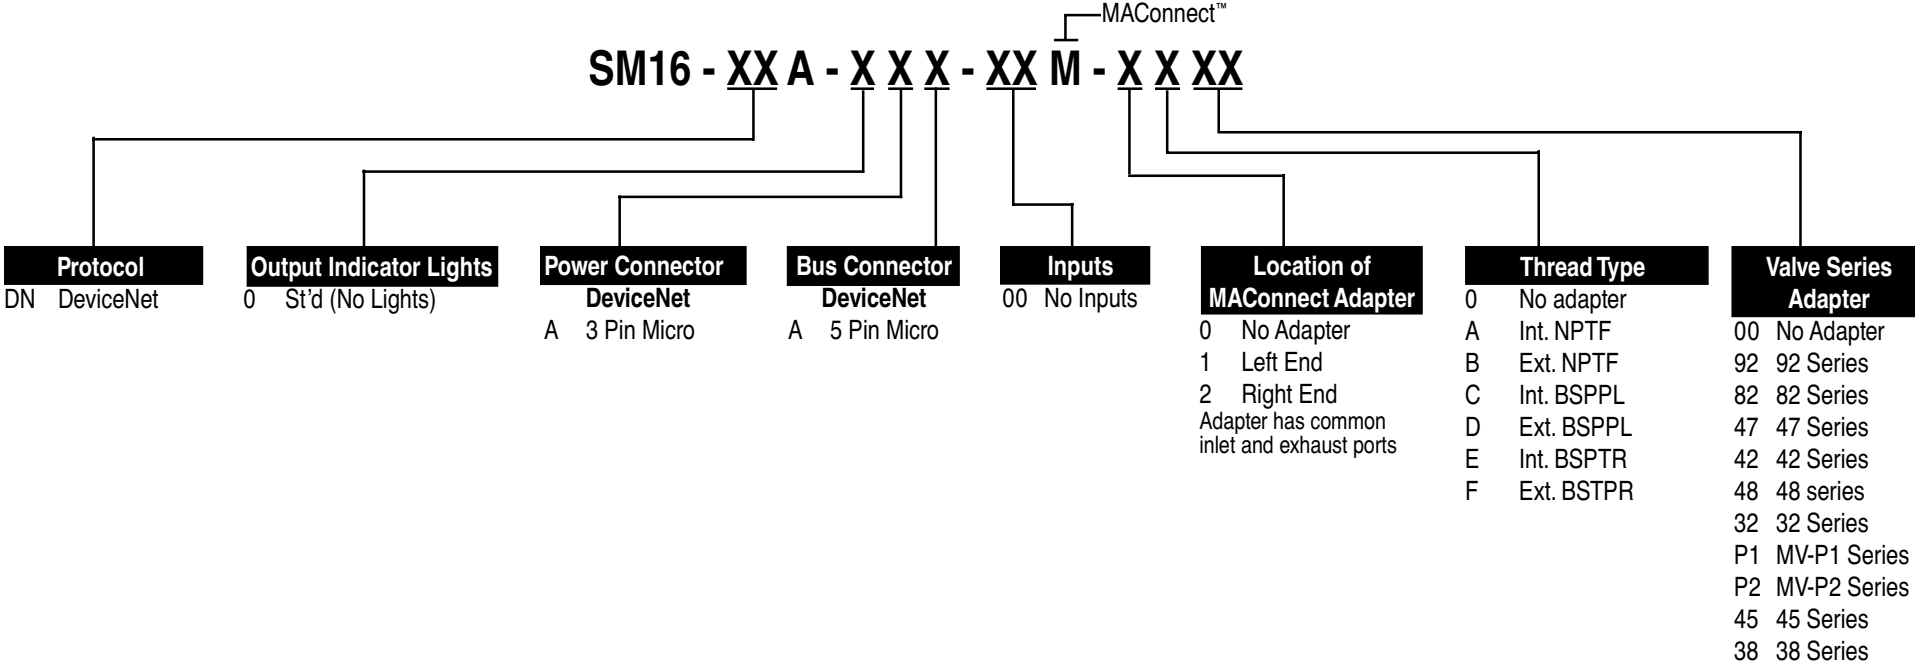 MAConnect™
SM16 - XX A - X X X - XX M - X X XX
Protocol
DN DeviceNet
Output Indicator Lights
0 St'd (No Lights)
Power Connector
DeviceNet
A 3 Pin Micro
Bus Connector
DeviceNet
A 5 Pin Micro
Inputs
00 No Inputs
Location of
MAConnect Adapter
0 No Adapter
1 Left End
2 Right End
Adapter has common
inlet and exhaust ports
Thread Type
0 No adapter
A Int. NPTF
B Ext. NPTF
C Int. BSPPL
D Ext. BSPPL
E Int. BSPTR
F Ext. BSTPR
Valve Series
Adapter
00 No Adapter
92 92 Series
82 82 Series
47 47 Series
42 42 Series
48 48 series
32 32 Series
P1 MV-P1 Series
P2 MV-P2 Series
45 45 Series
38 38 Series